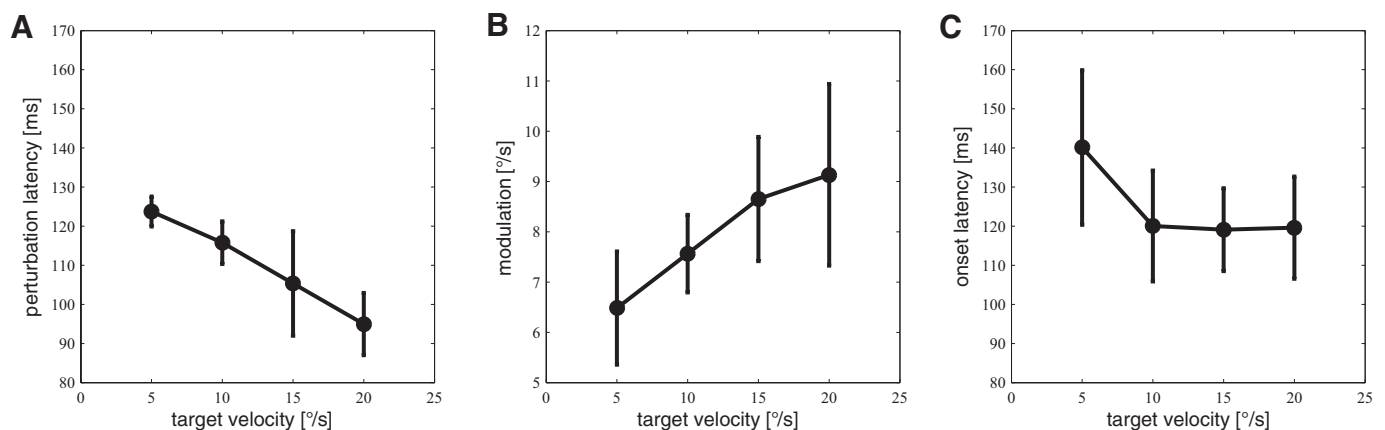 A
perturbation latency [ms]
170
160
150
140
130
120
110
100
90
80
0 5 10 15 20 25
target velocity [°/s]
B
modulation [°/s]
12
11
10
9
8
7
6
5
0 5 10 15 20 25
target velocity [°/s]
C
onset latency [ms]
170
160
150
140
130
120
110
100
90
80
0 5 10 15 20 25
target velocity [°/s]